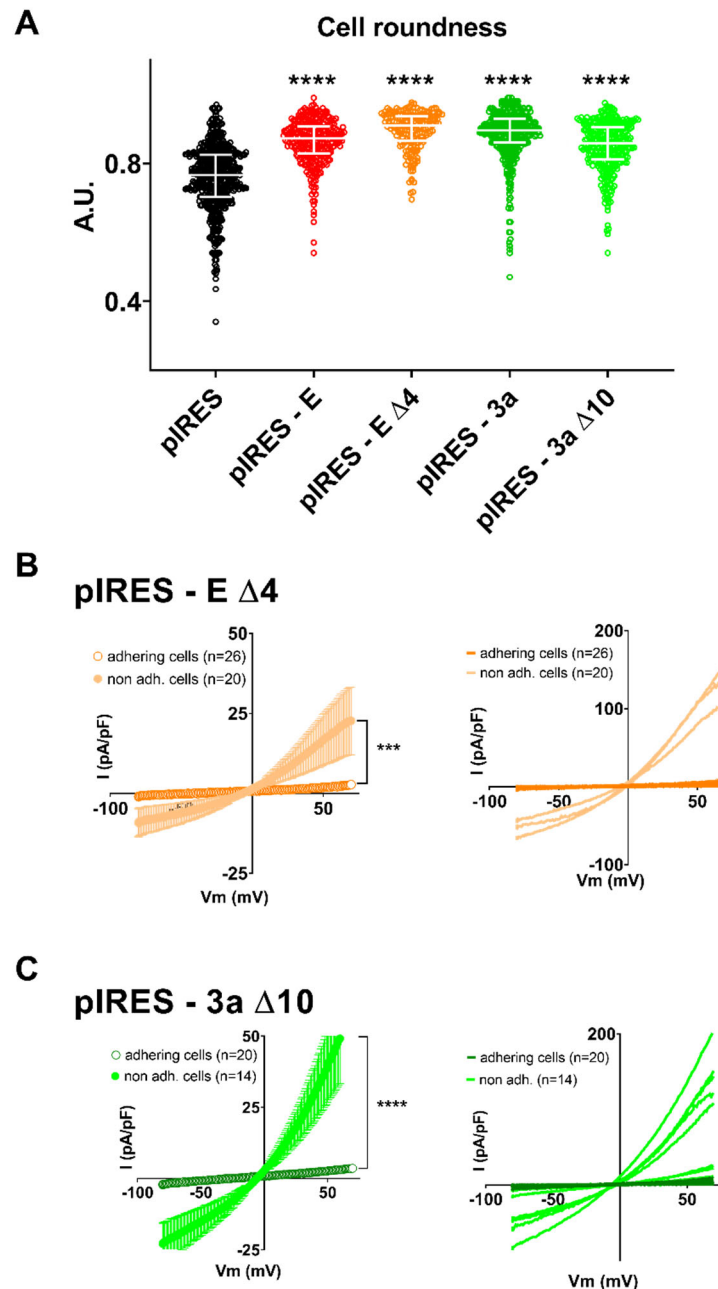 A
Cell roundness
**** **** **** ****
A.U.
0.8
0.4
pIRES
pIRES - E
pIRES - E Δ4
pIRES - 3a
pIRES - 3a Δ10
B
pIRES - E Δ4
50
adhering cells (n=26)
non adh. cells (n=20)
25
I (pA/pF)
***
-100
50
-25
Vm (mV)
200
adhering cells (n=26)
non adh. cells (n=20)
100
I (pA/pF)
-100
-50
50
-100
Vm (mV)
C
pIRES - 3a Δ10
50
adhering cells (n=20)
non adh. cells (n=14)
25
I (pA/pF)
****
-100
-50
50
-25
Vm (mV)
200
adhering cells (n=20)
non adh. (n=14)
I (pA/pF)
-100
-50
50
Vm (mV)